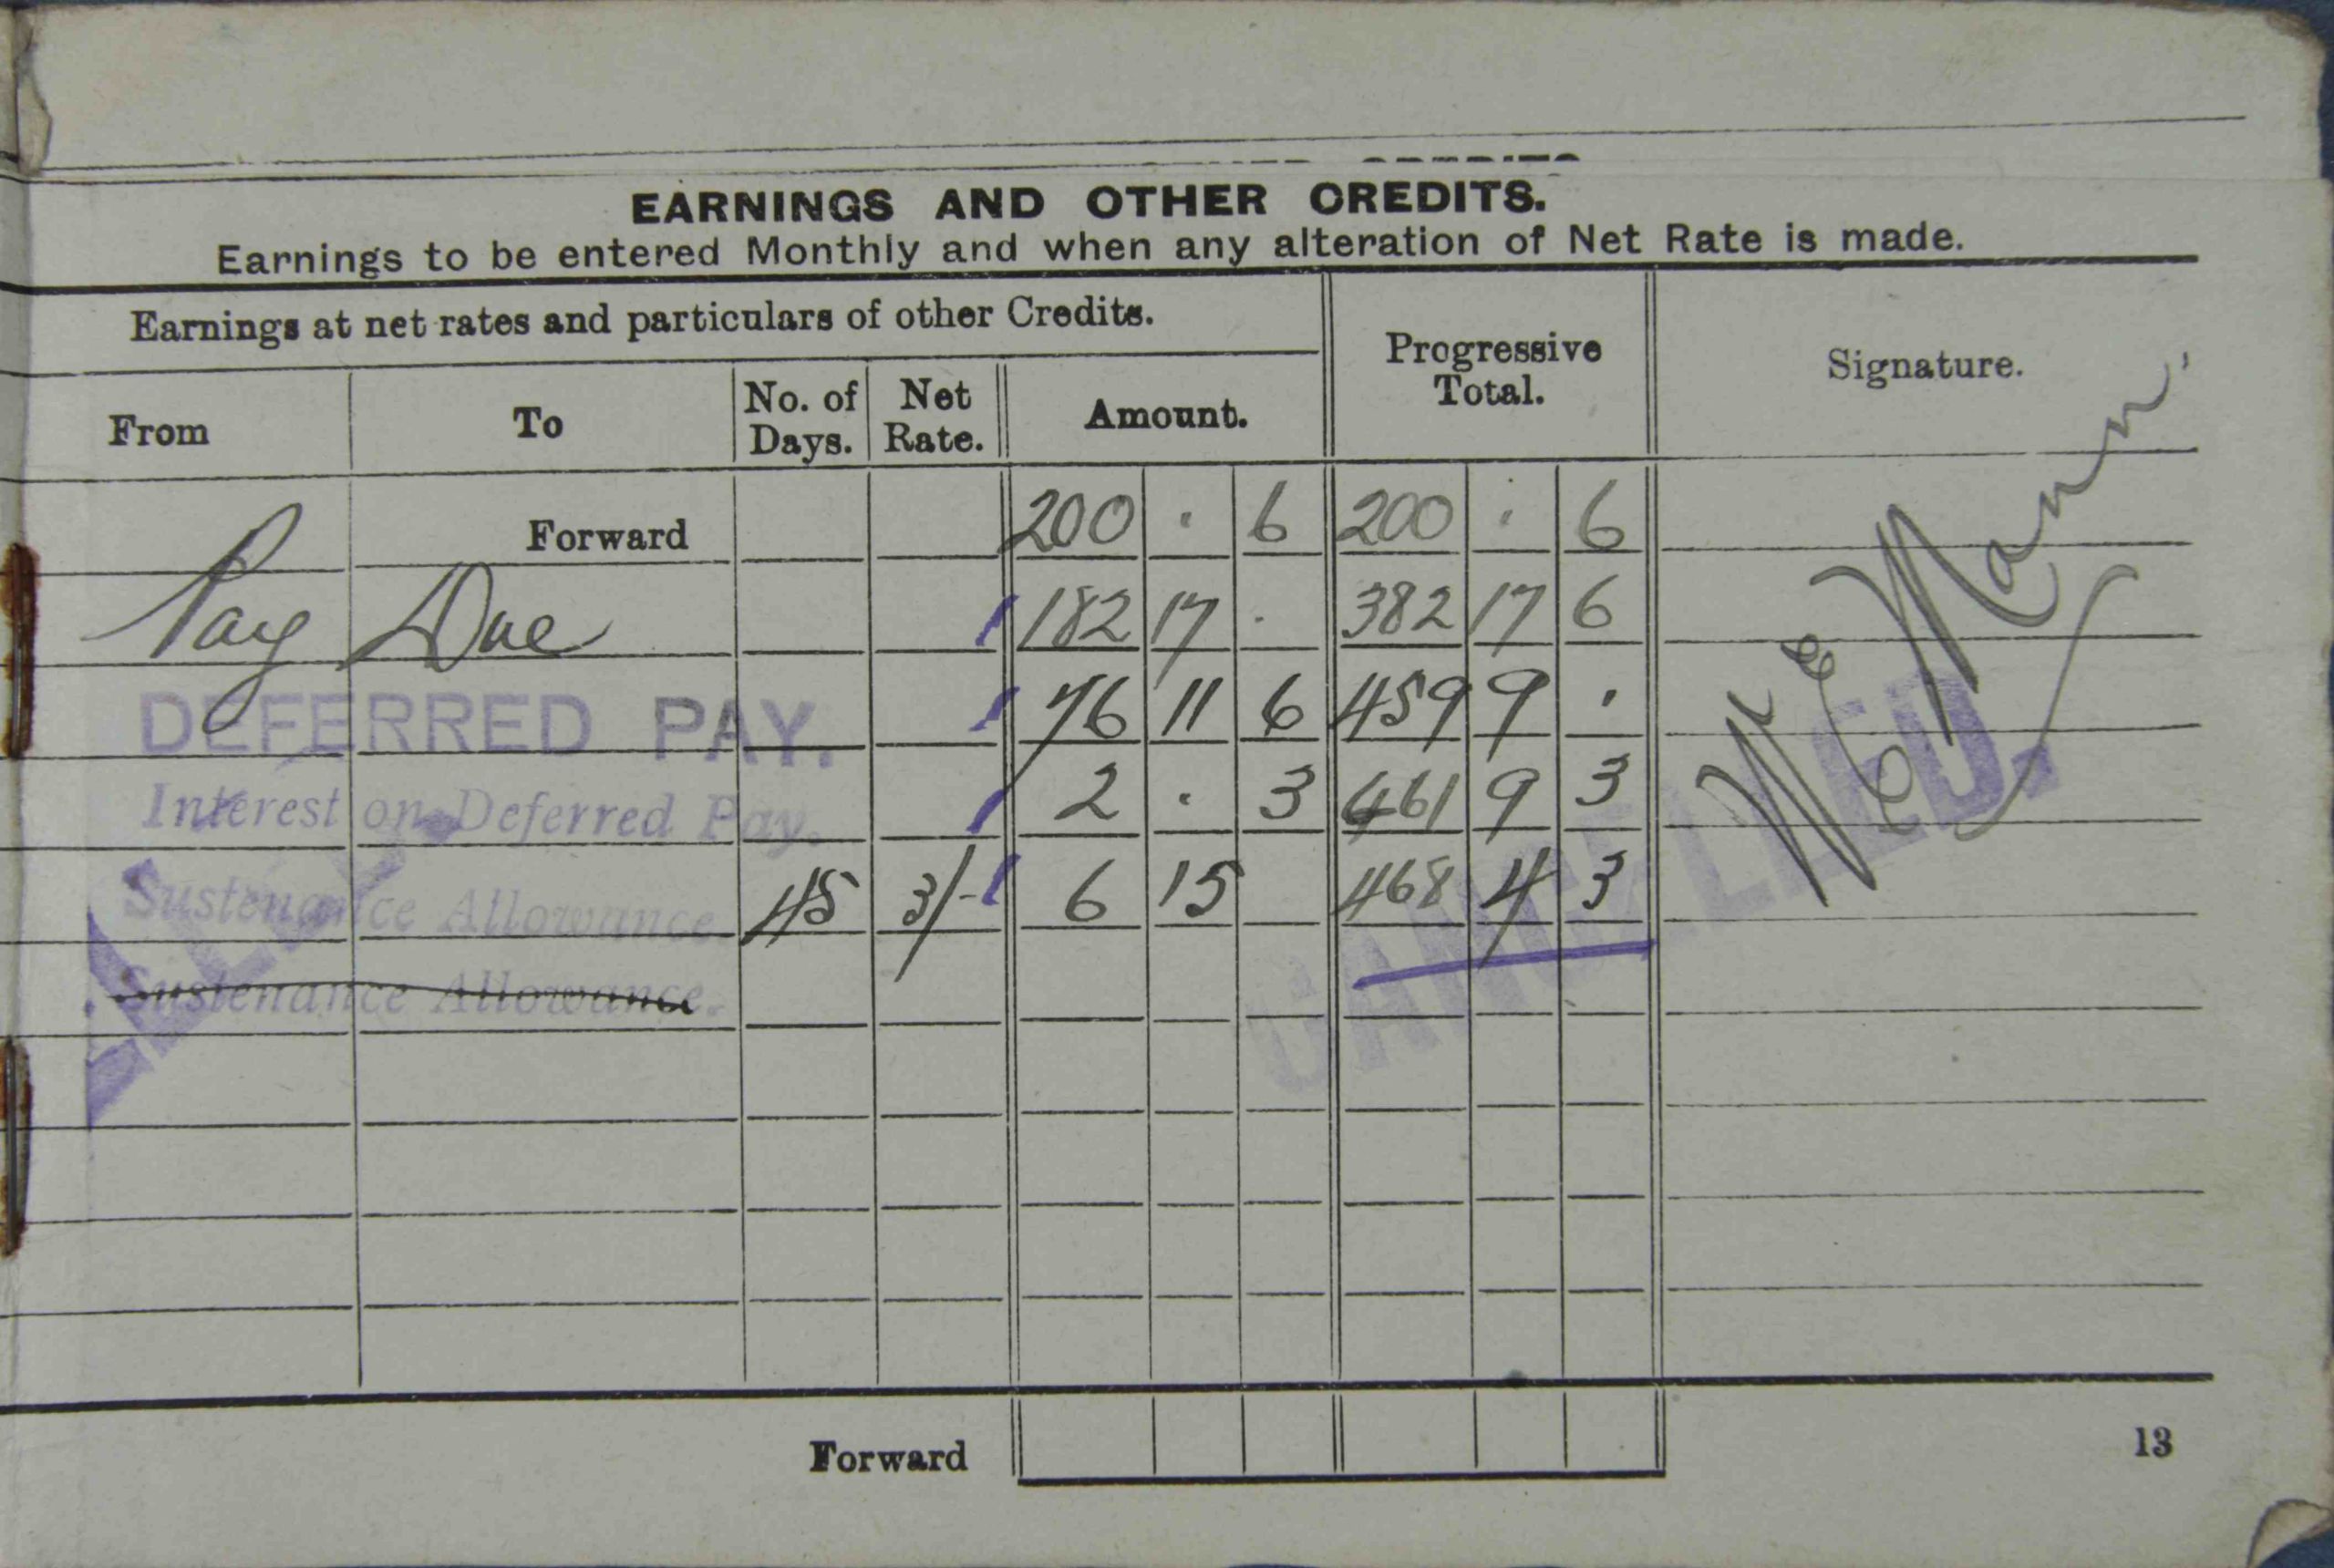 EARNINGS AND OTHER CREDITS.
Earnings to be entered Monthly and when any alteration of Net Rate is made.
Earnings at net rates and particulars of other Credits.
Progressive Total.
Signature.
From To No. of Days. Net Rate. Amount.
Forward 200 . 6 200 . 6
Pay Due 182 17 . 382 17 6
DEFERRED PAY. 76 11 6 459 9 .
Interest on Deferred Pay. 2 . 3 461 9 3
Sustenance Allowance. 45 3/- 6 15 468 4 3
Sustenance Allowance.
CANCELLED.
Forward
13